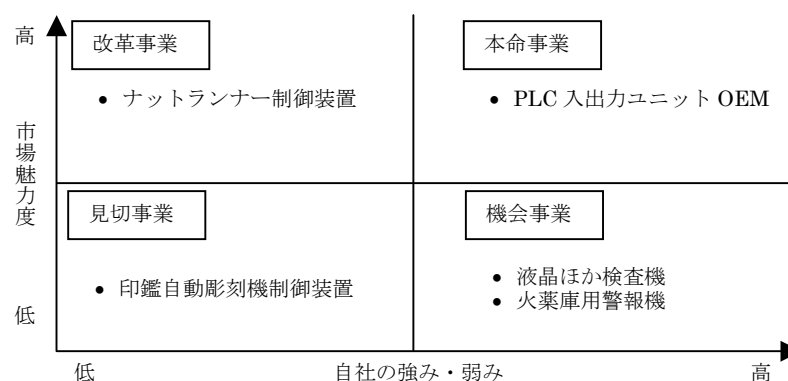 高
改革事業
本命事業
• ナットランナー制御装置
• PLC 入出力ユニット OEM
市場魅力度
見切事業
機会事業
• 印鑑自動彫刻機制御装置
• 液晶ほか検査機
• 火薬庫用警報機
低
低
自社の強み・弱み
高